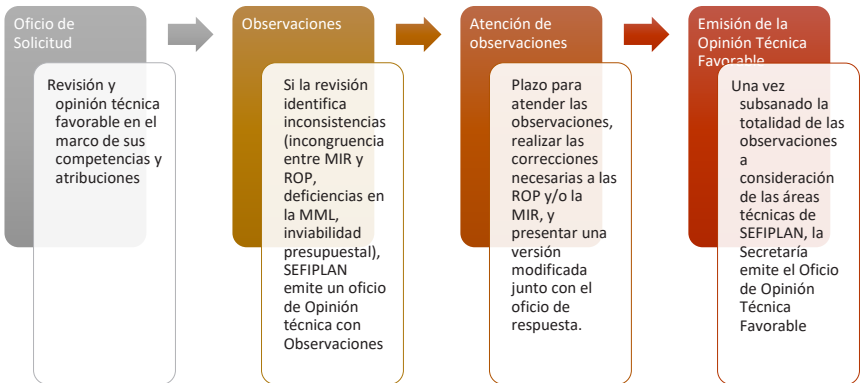 Oficio de
Solicitud
Revisión y
opinión técnica
favorable en el
marco de sus
competencias y
atribuciones
Observaciones
Si la revisión
identifica
inconsistencias
(incongruencia
entre MIR y
ROP,
deficiencias en
la MML,
inviabilidad
presupuestal),
SEFIPLAN
emite un oficio
de Opinión
técnica con
Observaciones
Atención de
observaciones
Plazo para
atender las
observaciones,
realizar las
correcciones
necesarias a las
ROP y/o la
MIR, y
presentar una
versión
modificada
junto con el
oficio de
respuesta.
Emisión de la
Opinión Técnica
Favorable
Una vez
subsanado la
totalidad de las
observaciones
a
consideración
de las áreas
técnicas de
SEFIPLAN, la
Secretaría
emite el Oficio
de Opinión
Técnica
Favorable